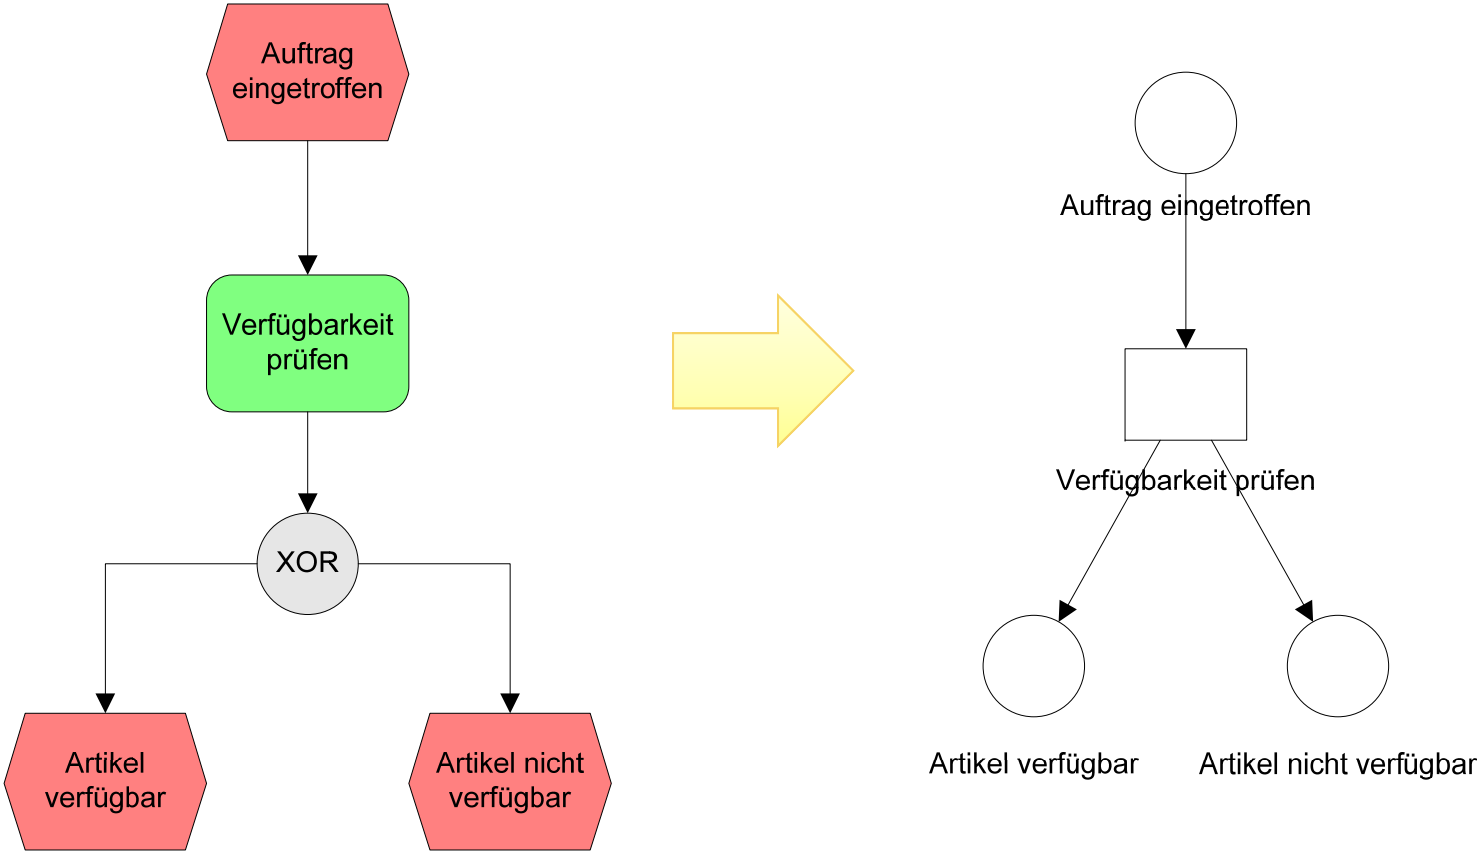 Auftrag
eingetroffen
Verfügbarkeit
prüfen
XOR
Artikel
verfügbar
Artikel nicht
verfügbar
Auftrag eingetroffen
Verfügbarkeit prüfen
Artikel verfügbar
Artikel nicht verfügbar